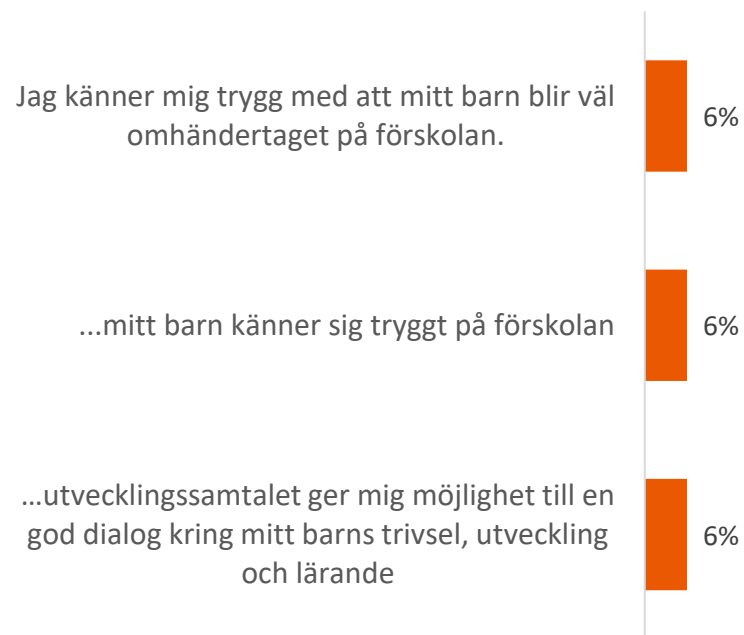 Jag känner mig trygg med att mitt barn blir väl
omhändertaget på förskolan.
6%
...mitt barn känner sig tryggt på förskolan
6%
...utvecklingssamtalet ger mig möjlighet till en
god dialog kring mitt barns trivsel, utveckling
och lärande
6%